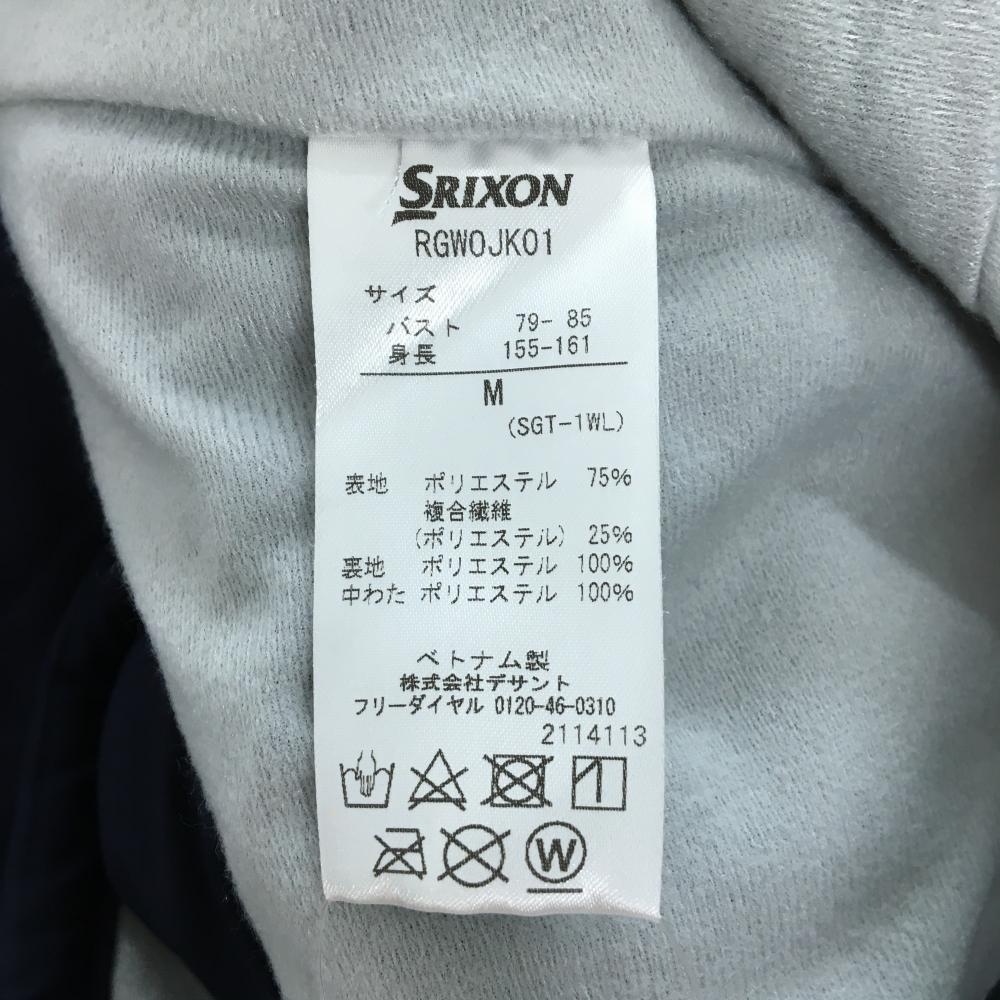 SRIXON
RGW0JK01
サイズ
バスト 79- 85
身長 155-161
M
(SGT-1WL)
表地 ポリエステル 75%
複合繊維
(ポリエステル) 25%
裏地 ポリエステル 100%
中わた ポリエステル 100%
ベトナム製
株式会社デサント
フリーダイヤル 0120-46-0310
2114113
W